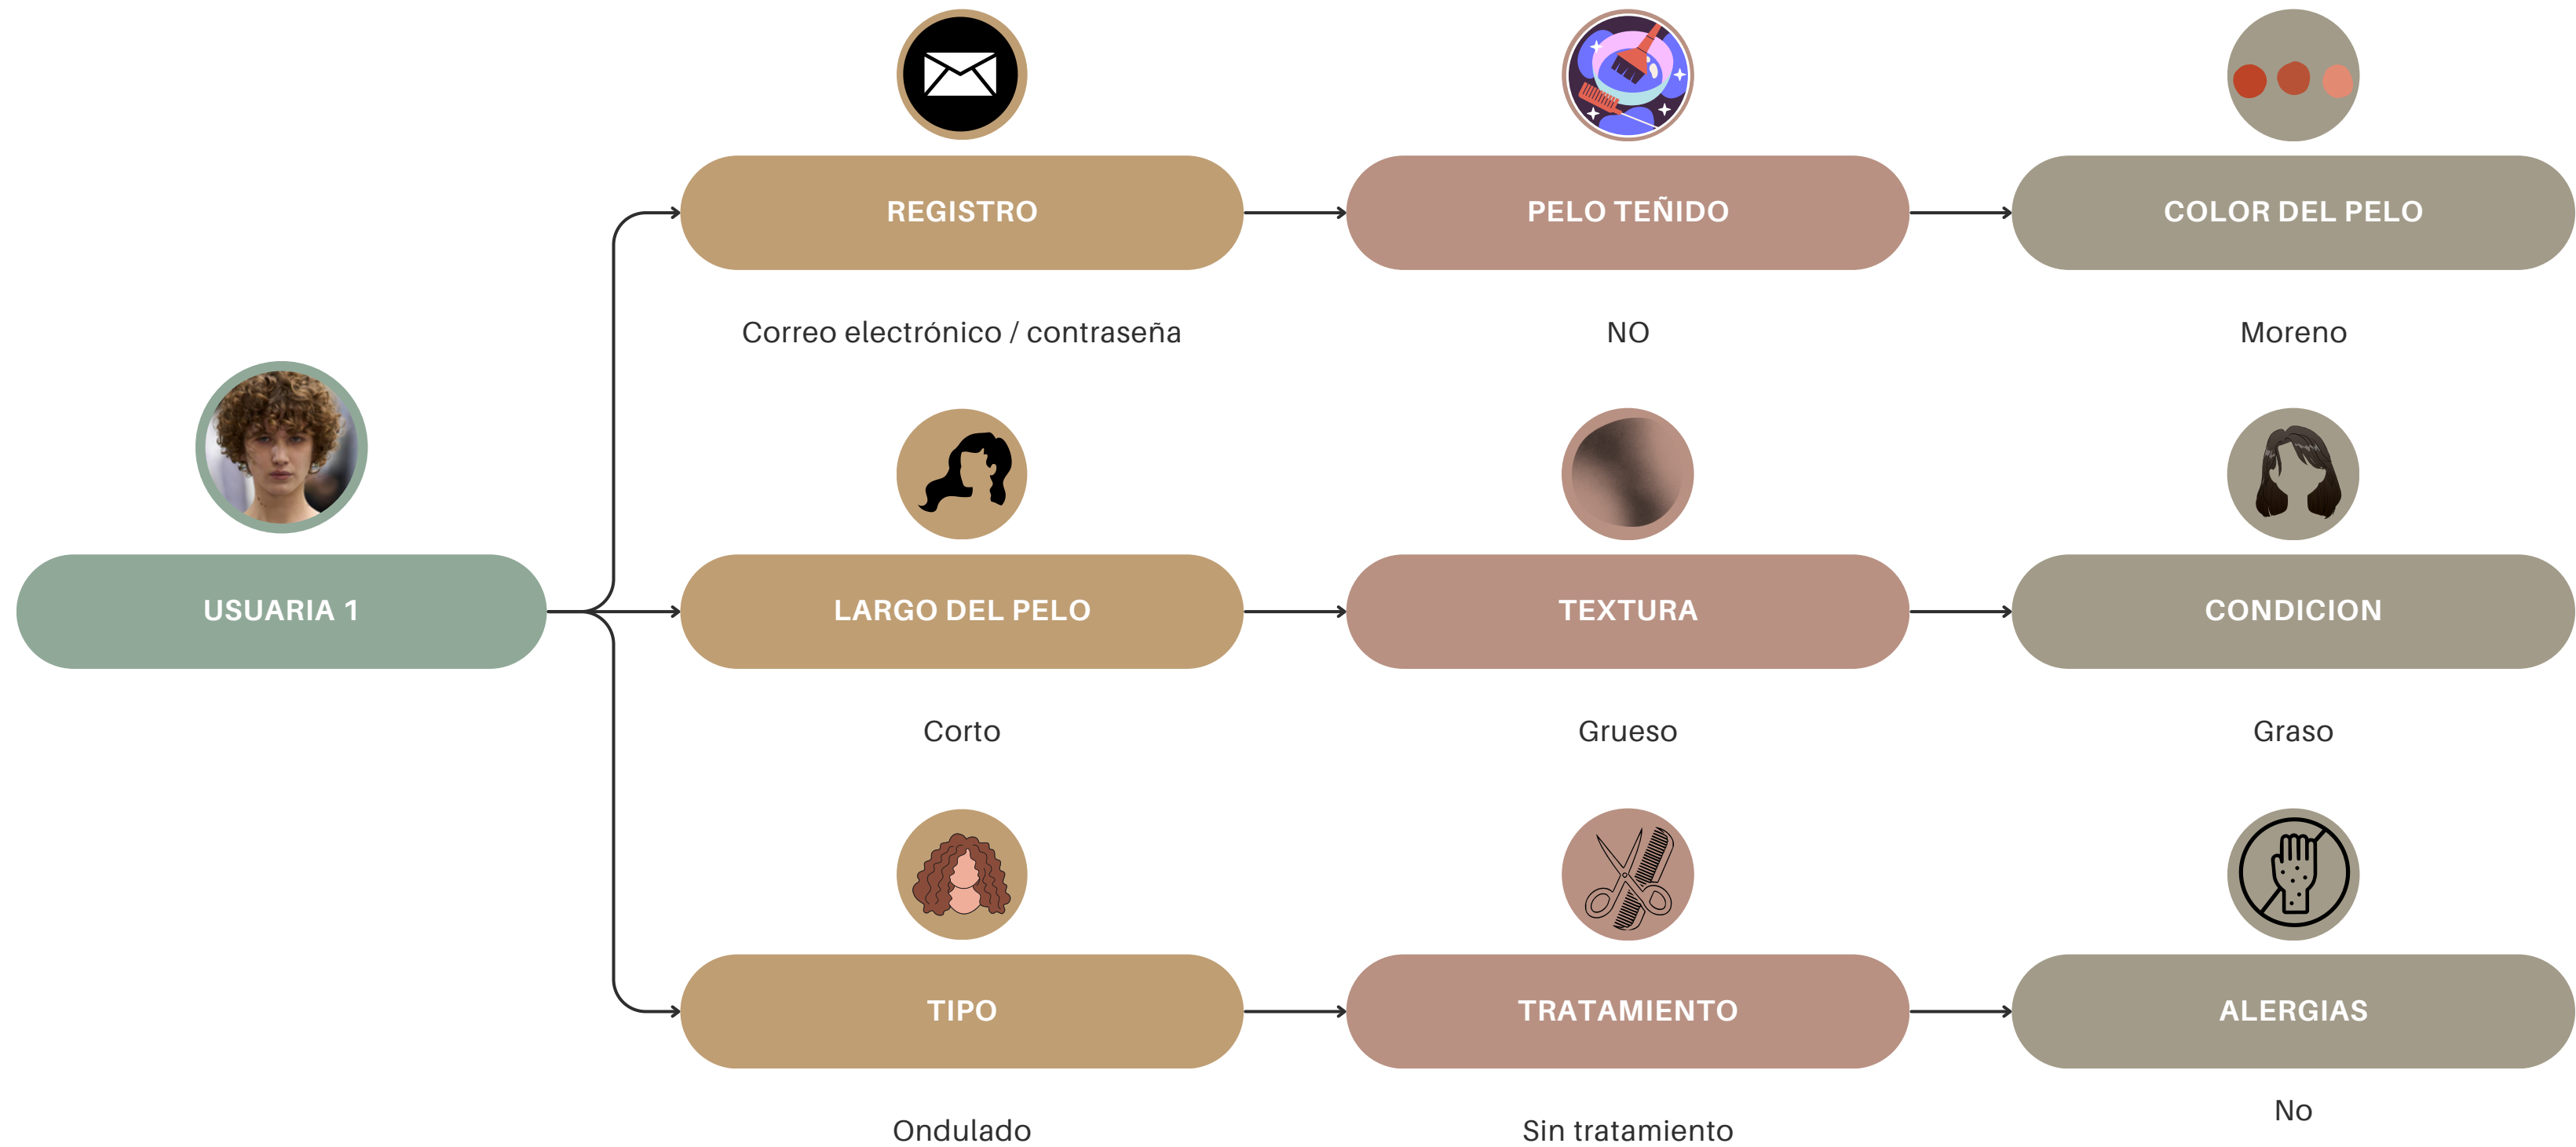 REGISTRO
PELO TEÑIDO
COLOR DEL PELO
Correo electrónico / contraseña
NO
Moreno
USUARIA 1
LARGO DEL PELO
TEXTURA
CONDICION
Corto
Grueso
Graso
TIPO
TRATAMIENTO
ALERGIAS
Ondulado
Sin tratamiento
No